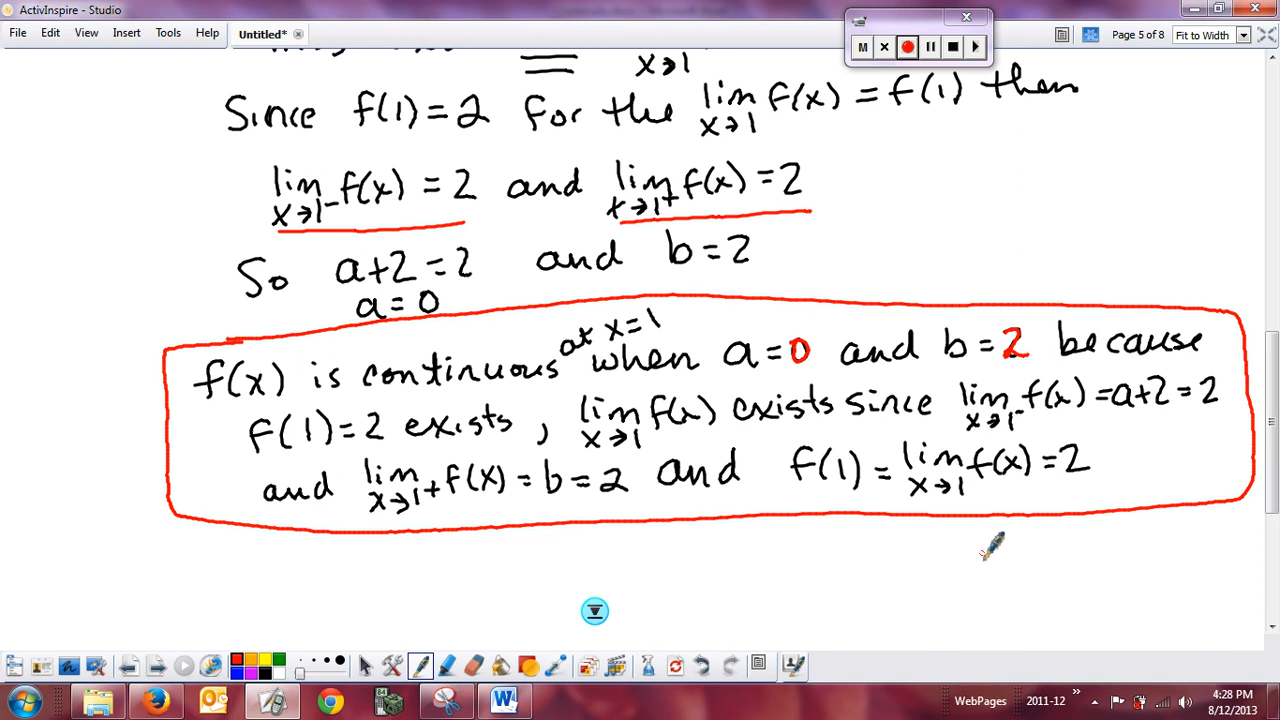 ActivInspire - Studio
File Edit View Insert Tools Help Untitled* Page 5 of 8 Fit to Width
M
x→1
Since f(1)=2 for the lim f(x) = f(1) then
x→1
lim f(x) = 2 and lim f(x) = 2
x→1⁻ x→1⁺
So a+2=2 and b=2
a=0
at x=1
f(x) is continuous when a=0 and b=2 because
f(1)=2 exists, lim f(x) exists since lim f(x)=a+2=2
x→1 x→1⁻
and lim f(x)=b=2 and f(1)=lim f(x)=2
x→1⁺ x→1
WebPages 2011-12 » 4:28 PM
8/12/2013